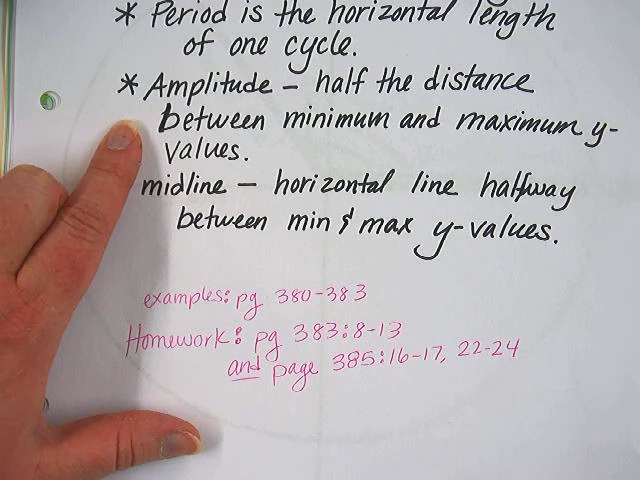 * Period is the horizontal length
of one cycle.
* Amplitude - half the distance
between minimum and maximum y-
values.
midline - horizontal line halfway
between min & max y-values.
examples: pg 380-383
Homework: pg 383:8-13
and page 385:16-17, 22-24